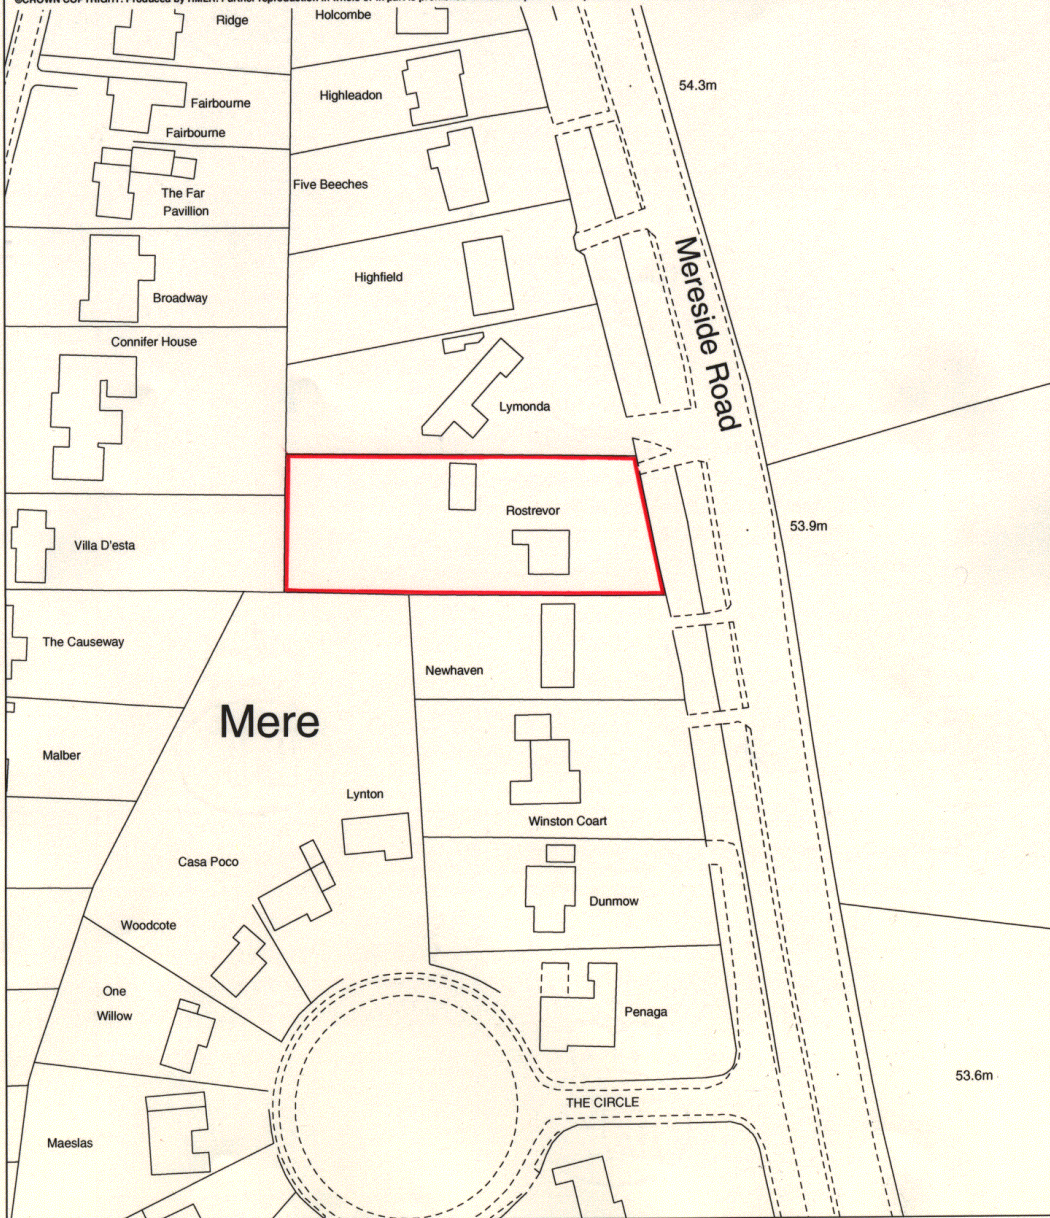 Ridge
Holcombe
54.3m
Highleadon
Fairbourne
Fairbourne
Five Beeches
The Far
Pavillion
Highfield
Mereside Road
Broadway
Connifer House
Lymonda
Rostrevor
53.9m
Villa D'esta
The Causeway
Newhaven
Mere
Malber
Lynton
Winston Coart
Casa Poco
Dunmow
Woodcote
One
Willow
Penaga
53.6m
THE CIRCLE
Maeslas